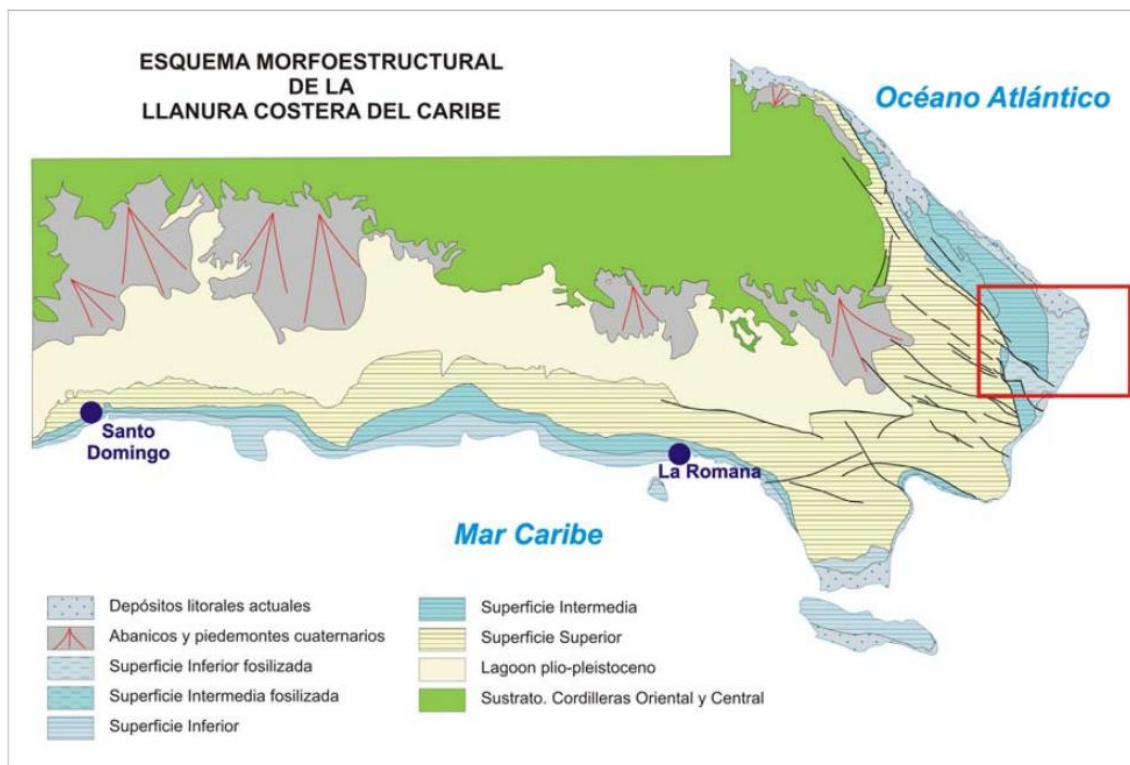 ESQUEMA MORFOESTRUCTURAL
DE LA
LLANURA COSTERA DEL CARIBE
Océano Atlántico
Santo
Domingo
La Romana
Mar Caribe
Depósitos litorales actuales
Abanicos y piedemontes cuaternarios
Superficie Inferior fosilizada
Superficie Intermedia fosilizada
Superficie Inferior
Superficie Intermedia
Superficie Superior
Lagoon plio-pleistoceno
Sustrato. Cordilleras Oriental y Central